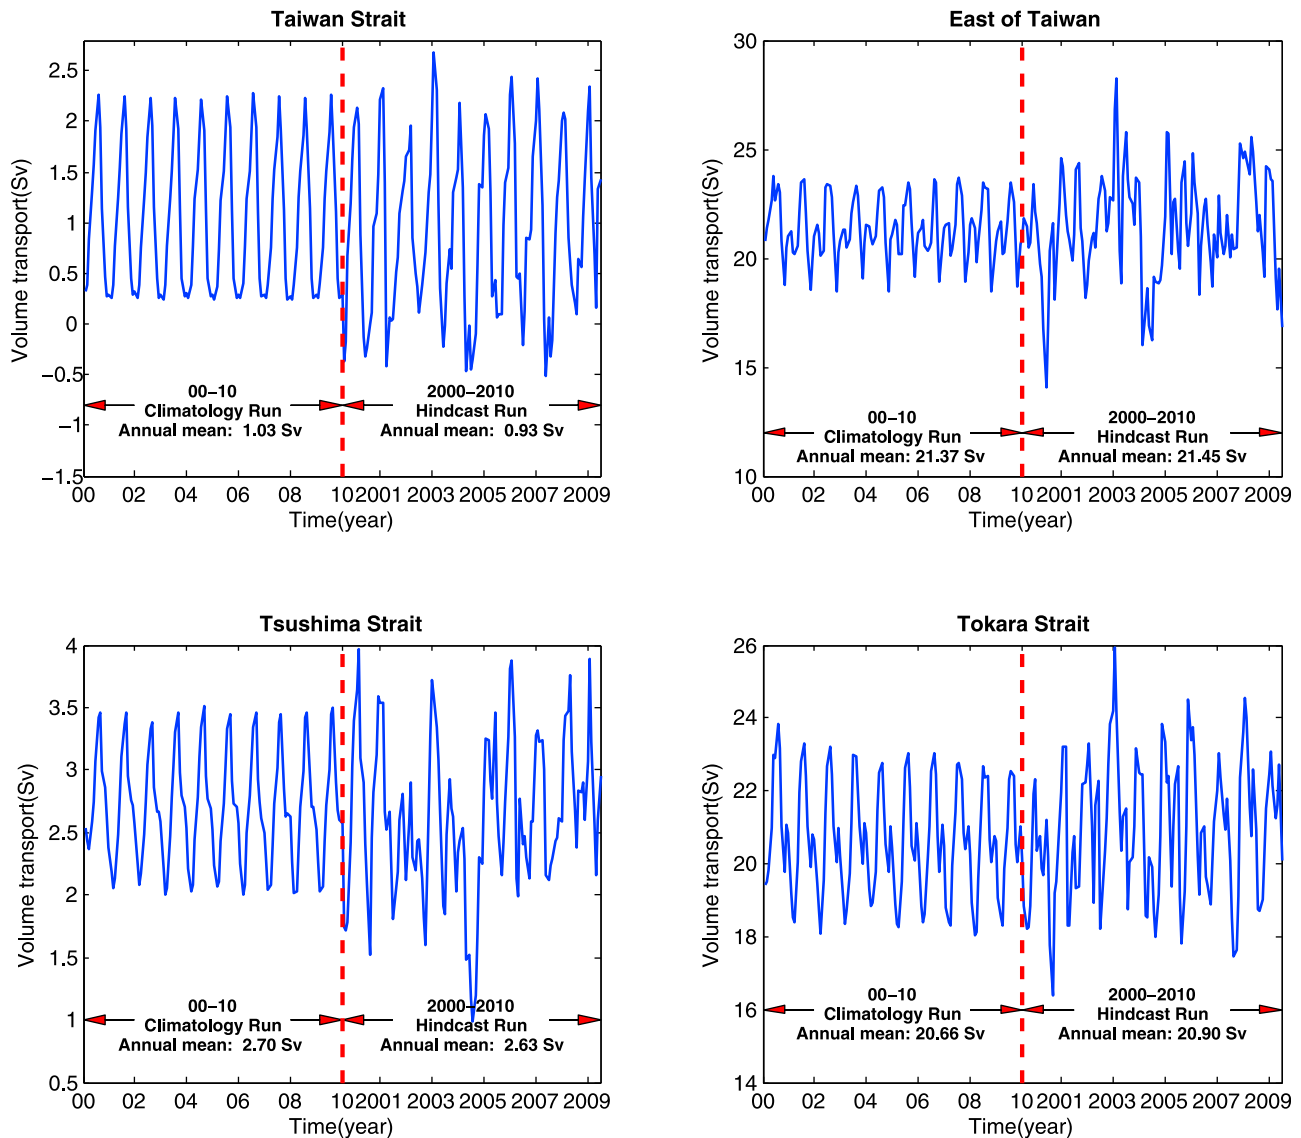 Taiwan Strait
2.5
2
1.5
1
0.5
0
−0.5
−1
−1.5
Volume transport(Sv)
00−10
Climatology Run
Annual mean: 1.03 Sv
2000−2010
Hindcast Run
Annual mean: 0.93 Sv
00 02 04 06 08 10 2001 2003 2005 2007 2009
Time(year)
East of Taiwan
30
25
20
15
10
Volume transport(Sv)
00−10
Climatology Run
Annual mean: 21.37 Sv
2000−2010
Hindcast Run
Annual mean: 21.45 Sv
00 02 04 06 08 10 2001 2003 2005 2007 2009
Time(year)
Tsushima Strait
4
3.5
3
2.5
2
1.5
1
0.5
Volume transport(Sv)
00−10
Climatology Run
Annual mean: 2.70 Sv
2000−2010
Hindcast Run
Annual mean: 2.63 Sv
00 02 04 06 08 10 2001 2003 2005 2007 2009
Time(year)
Tokara Strait
26
24
22
20
18
16
14
Volume transport(Sv)
00−10
Climatology Run
Annual mean: 20.66 Sv
2000−2010
Hindcast Run
Annual mean: 20.90 Sv
00 02 04 06 08 10 2001 2003 2005 2007 2009
Time(year)